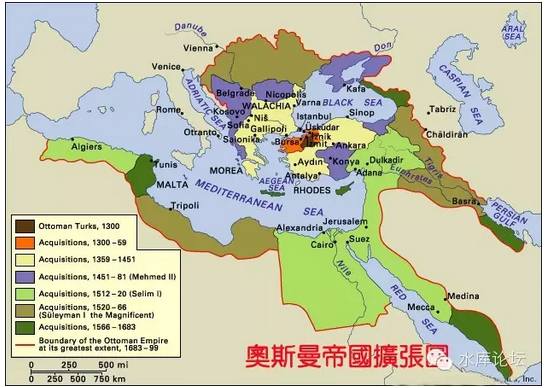 ARAL
SEA
Danube
Vienna
Don
Venice
CASPIAN SEA
Belgrade
Nicopolis
Kafa
ADRIATIC SEA
WALACHIA
Kosovo
Niš
Varna
BLACK SEA
Rome
Sofia
Istanbul
Sinop
Tabriz
Otranto
Gallipoli
Üsküdar
Salonika
Bursa
İznik
İzmit
Ankara
Chāldirān
Algiers
Tunis
MOREA
AEGEAN
SEA
Aydın
Konya
Dulkadir
Tigris
Antalya
Adana
Euphrates
MALTA
RHODES
MEDITERRANEAN SEA
Basra
PERSIAN
GULF
Tripoli
Jerusalem
Alexandria
Cairo
Suez
Nile
Medina
RED
SEA
Mecca
Ottoman Turks, 1300
Acquisitions, 1300–59
Acquisitions, 1359–1451
Acquisitions, 1451–81 (Mehmed II)
Acquisitions, 1512–20 (Selim I)
Acquisitions, 1520–66
(Süleyman I the Magnificent)
Acquisitions, 1566–1683
Boundary of the Ottoman Empire
at its greatest extent, 1683–99
0 250 500 mi
0 250 500 750 km
奧斯曼帝國擴張圖
水库论坛
Inc.